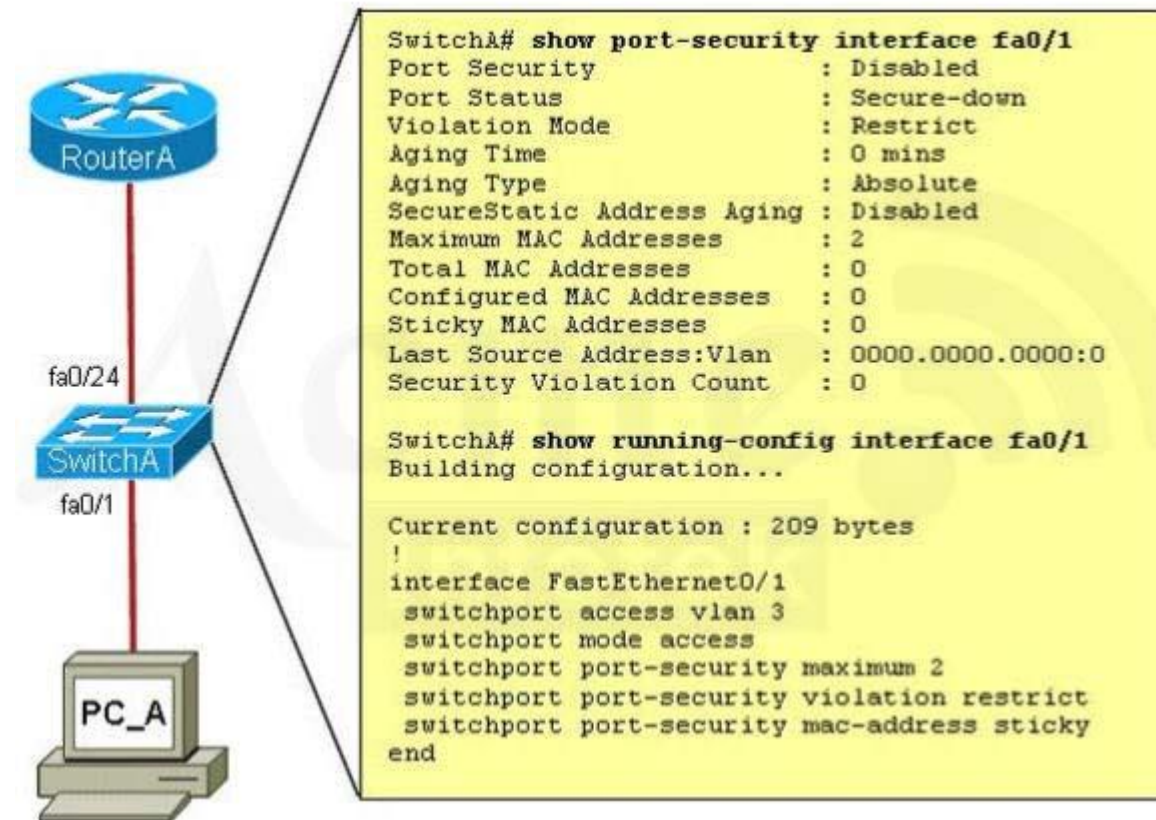 RouterA
fa0/24
SwitchA
fa0/1
PC_A
SwitchA# show port-security interface fa0/1
Port Security : Disabled
Port Status : Secure-down
Violation Mode : Restrict
Aging Time : 0 mins
Aging Type : Absolute
SecureStatic Address Aging : Disabled
Maximum MAC Addresses : 2
Total MAC Addresses : 0
Configured MAC Addresses : 0
Sticky MAC Addresses : 0
Last Source Address:Vlan : 0000.0000.0000:0
Security Violation Count : 0
SwitchA# show running-config interface fa0/1
Building configuration...
Current configuration : 209 bytes
!
interface FastEthernet0/1
switchport access vlan 3
switchport mode access
switchport port-security maximum 2
switchport port-security violation restrict
switchport port-security mac-address sticky
end